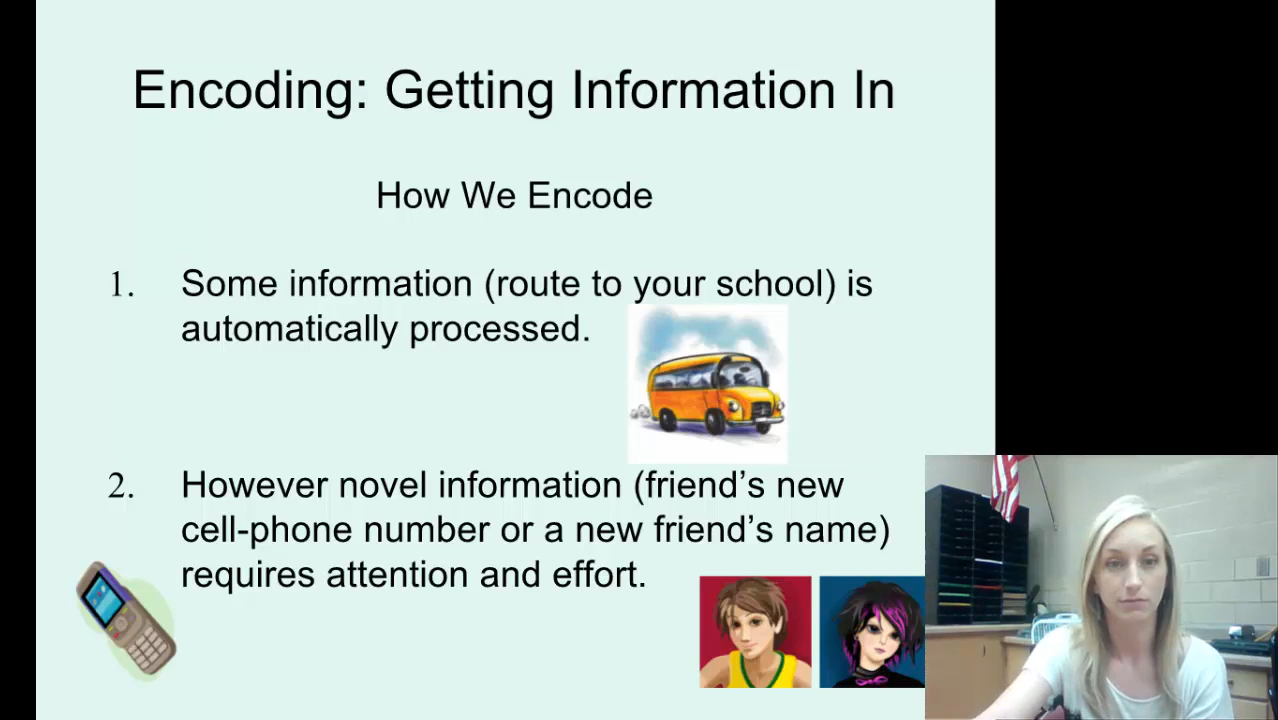 Encoding: Getting Information In
How We Encode
1. Some information (route to your school) is
automatically processed.
2. However novel information (friend’s new
cell-phone number or a new friend’s name)
requires attention and effort.